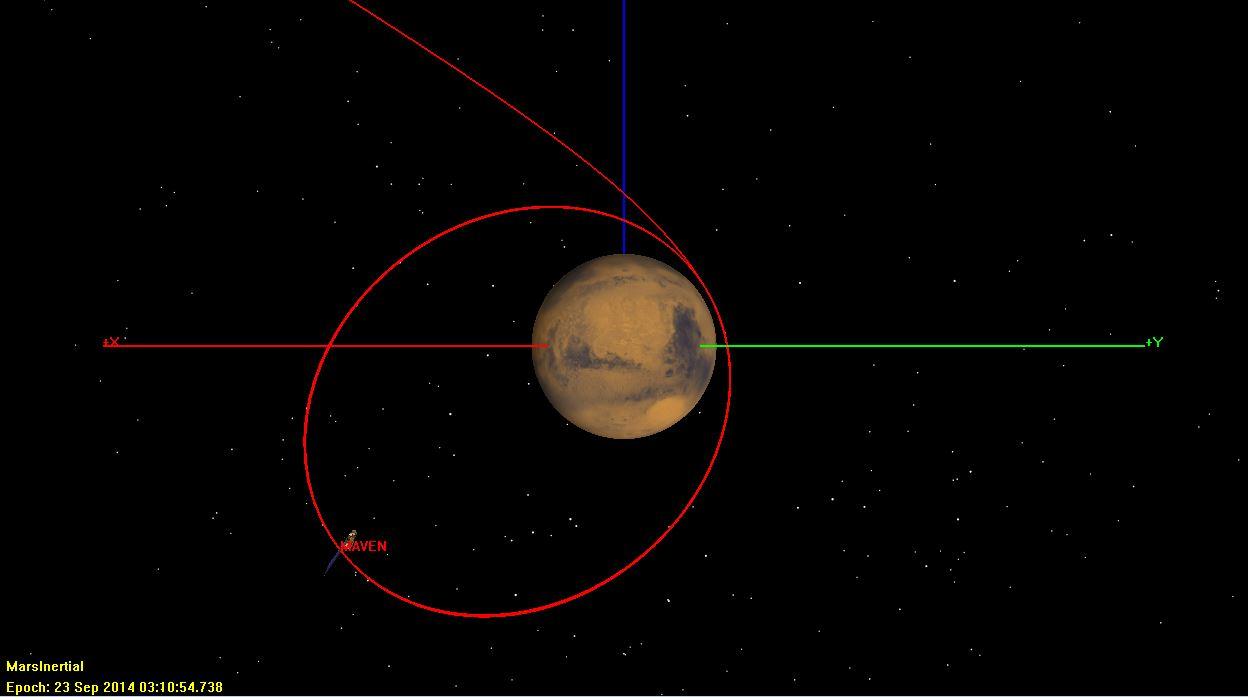 +X
+Y
MAVEN
MarsInertial
Epoch: 23 Sep 2014 03:10:54.738